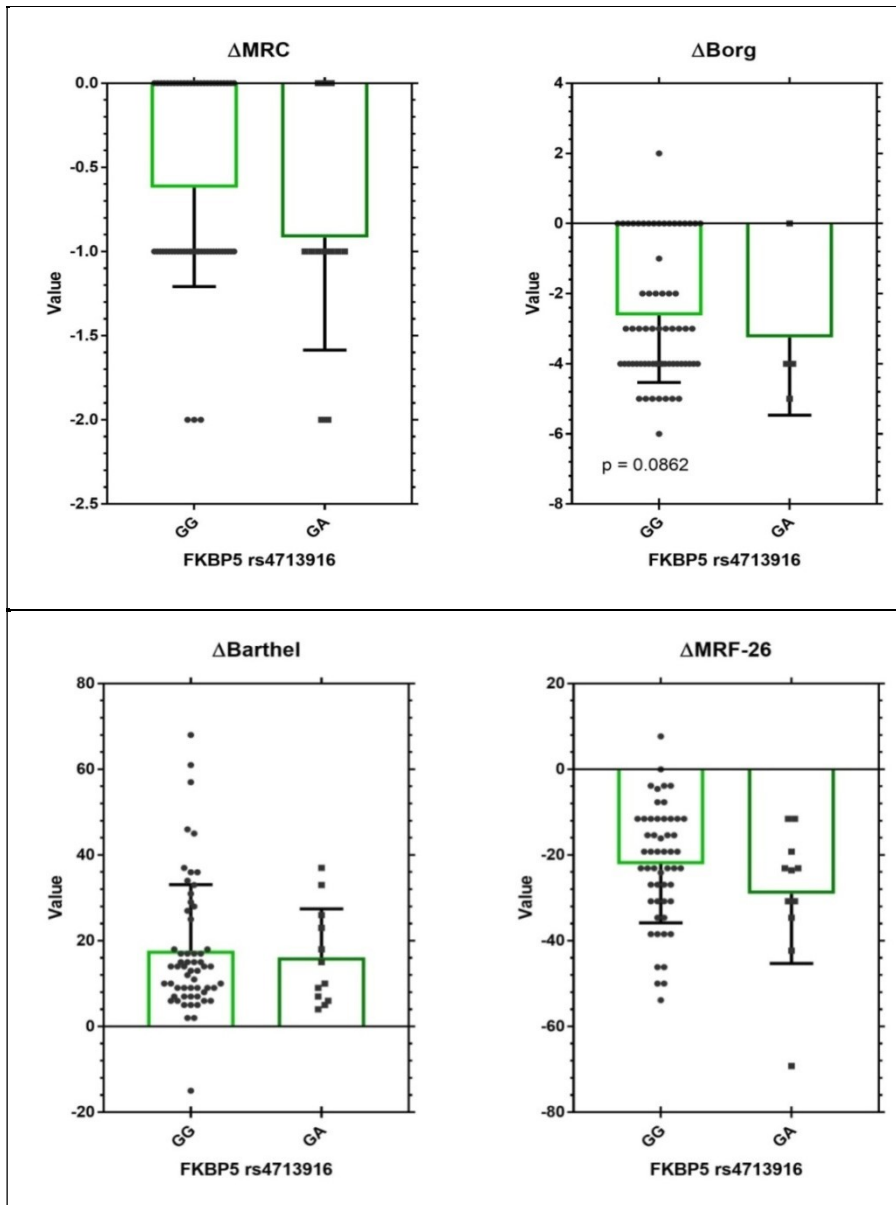 ΔMRC
0.0
-0.5
-1.0
-1.5
-2.0
-2.5
Value
GG
GA
FKBP5 rs4713916
ΔBorg
4
2
0
-2
-4
-6
-8
Value
p = 0.0862
GG
GA
FKBP5 rs4713916
ΔBarthel
80
60
40
20
0
-20
Value
GG
GA
FKBP5 rs4713916
ΔMRF-26
20
0
-20
-40
-60
-80
Value
GG
GA
FKBP5 rs4713916